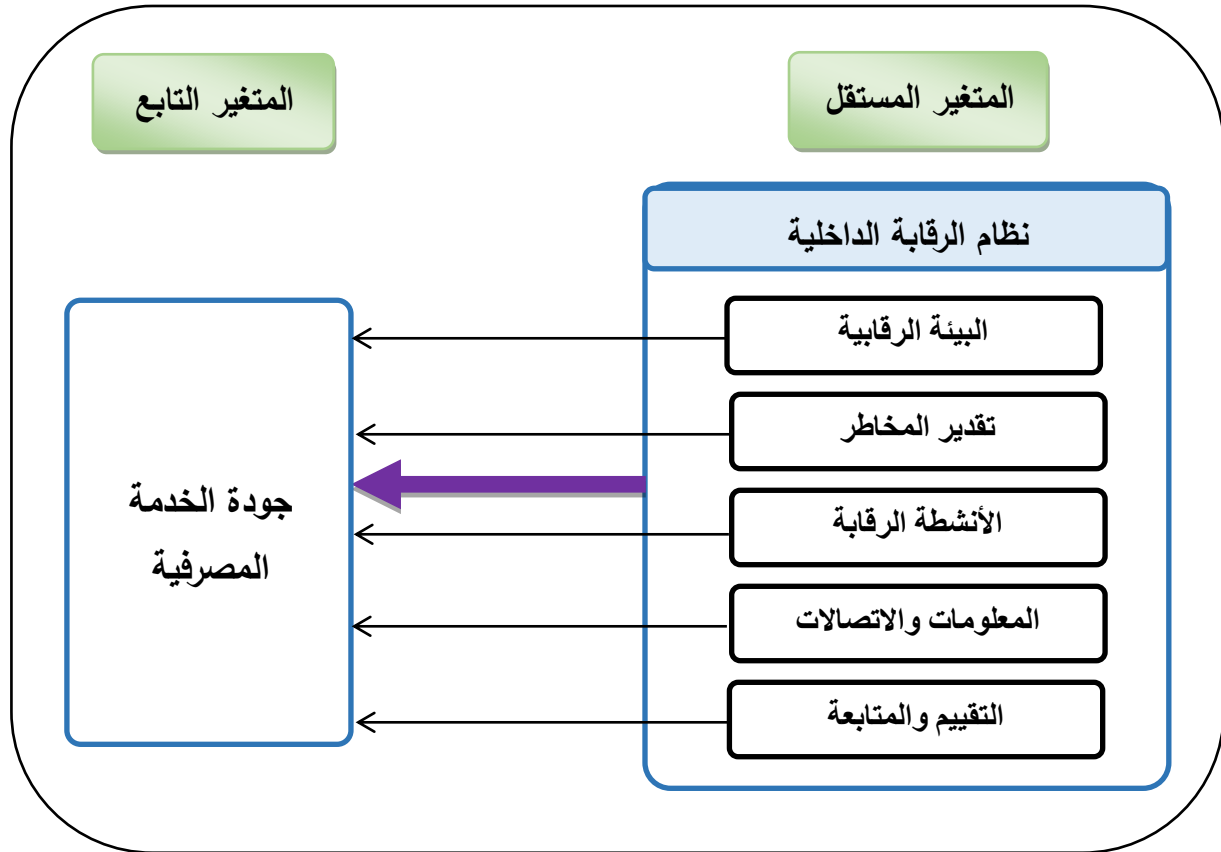 المتغير المستقل
المتغير التابع
نظام الرقابة الداخلية
البيئة الرقابية
تقدير المخاطر
الأنشطة الرقابة
المعلومات والاتصالات
التقييم والمتابعة
جودة الخدمة
المصرفية